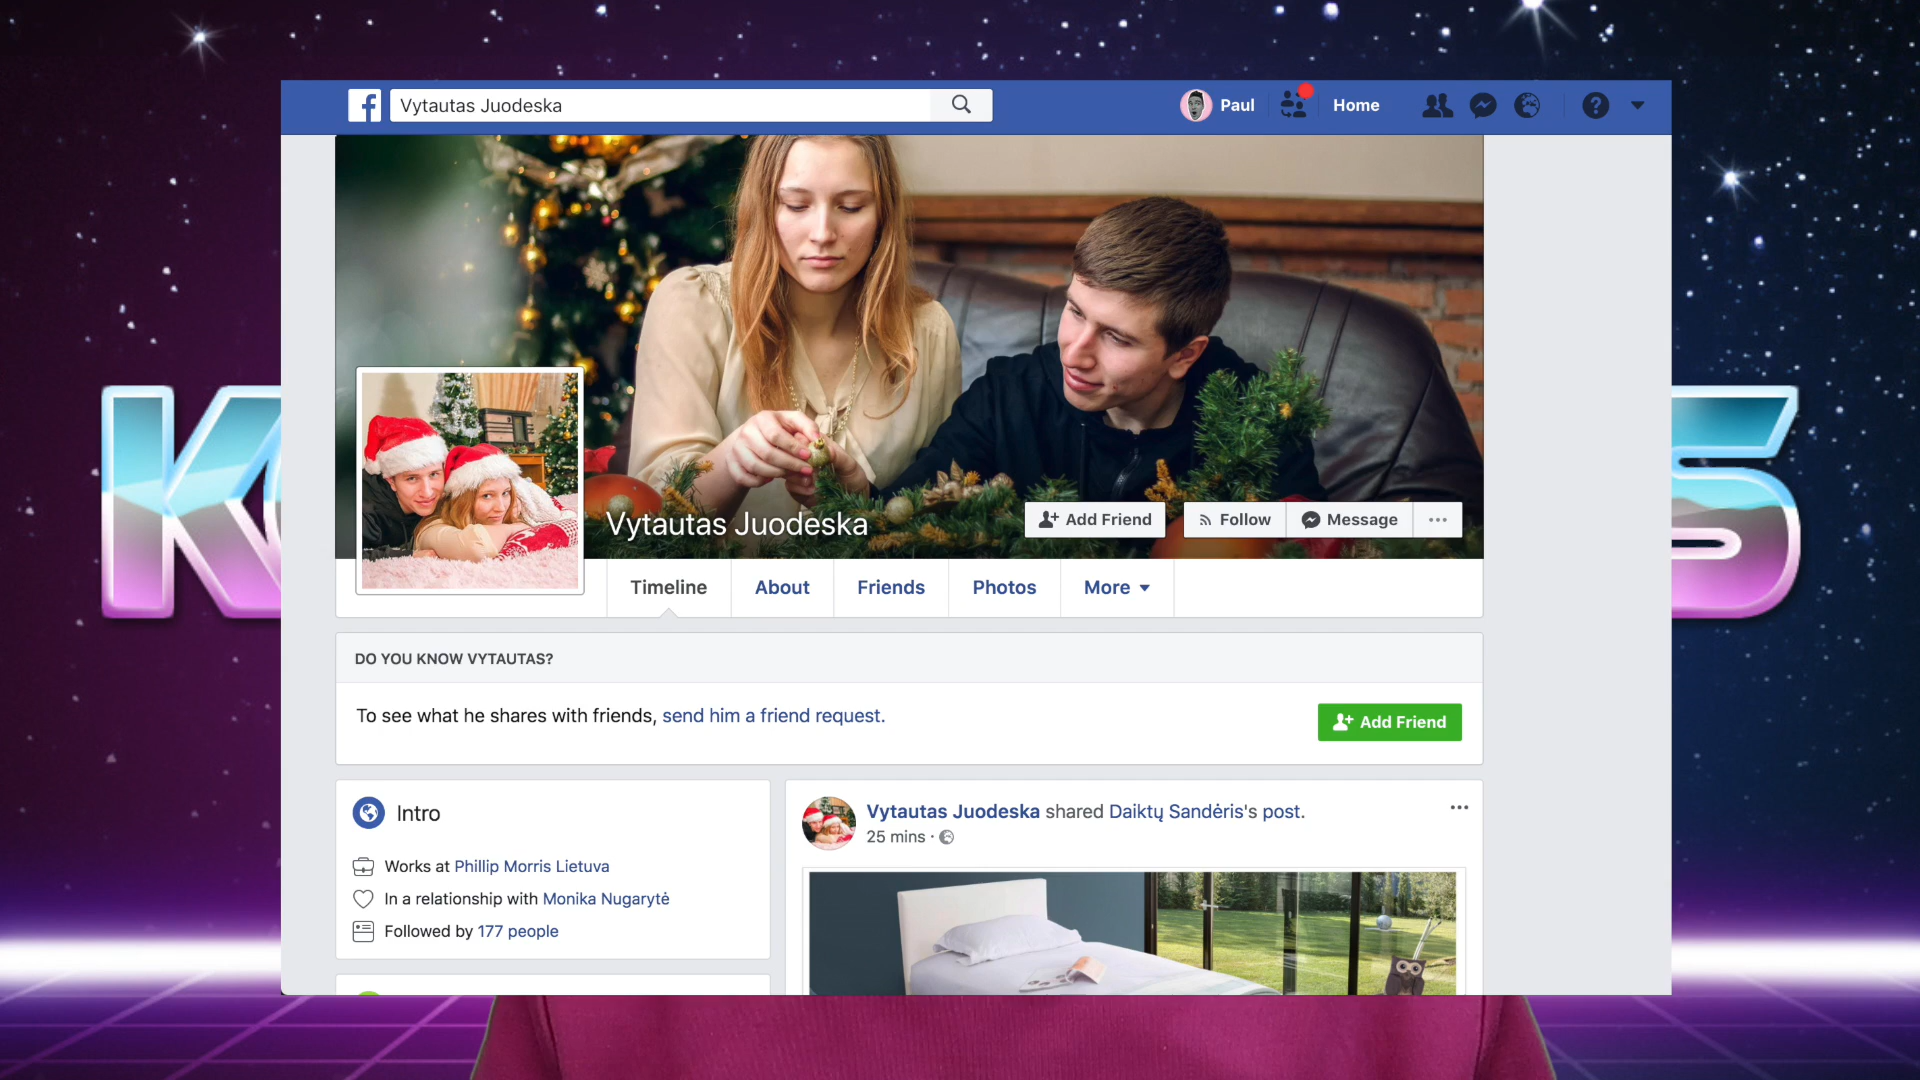 Vytautas Juodeska
Paul
Home
Vytautas Juodeska
Add Friend
Follow
Message
Timeline
About
Friends
Photos
More
DO YOU KNOW VYTAUTAS?
To see what he shares with friends, send him a friend request.
Add Friend
Intro
Works at Phillip Morris Lietuva
In a relationship with Monika Nugarytė
Followed by 177 people
Vytautas Juodeska shared Daiktų Sandėris's post.
25 mins ·
K
S